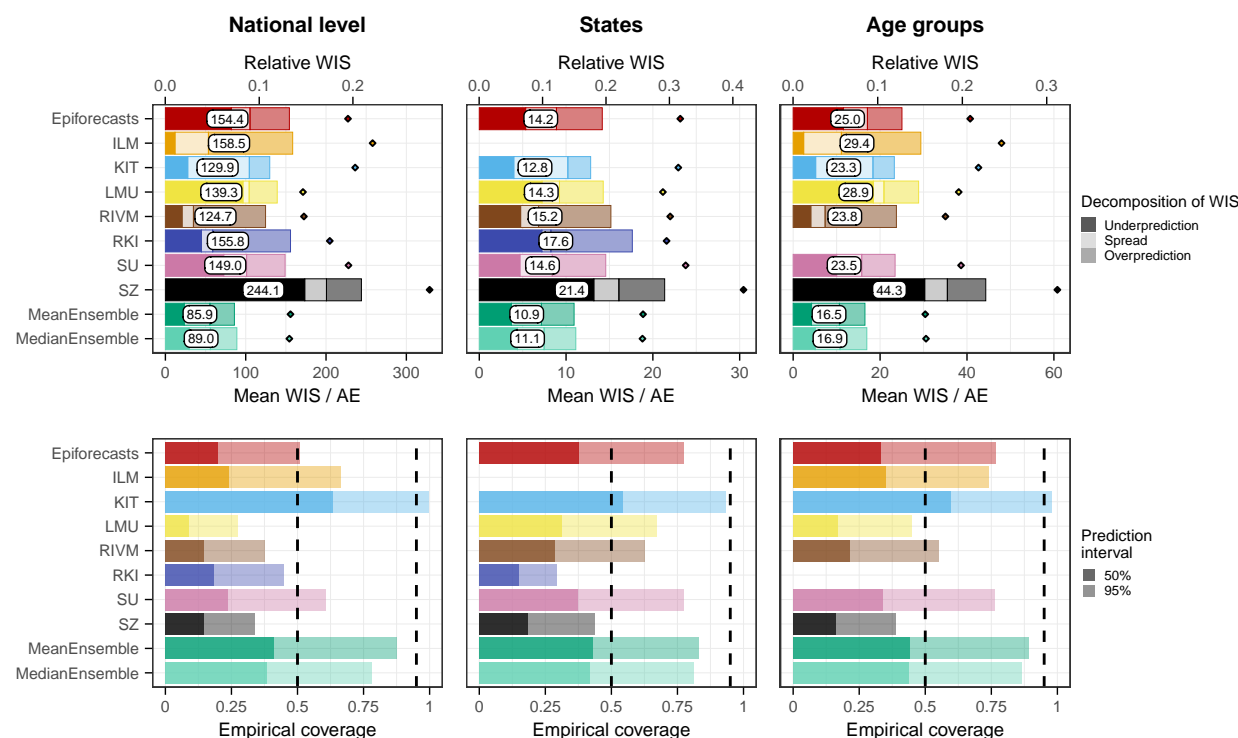 National level
States
Age groups
Relative WIS
Relative WIS
Relative WIS
0.0 0.1 0.2
0.0 0.1 0.2 0.3 0.4
0.0 0.1 0.2 0.3
Epiforecasts
ILM
KIT
LMU
RIVM
RKI
SU
SZ
MeanEnsemble
MedianEnsemble
154.4
158.5
129.9
139.3
124.7
155.8
149.0
244.1
85.9
89.0
14.2
12.8
14.3
15.2
17.6
14.6
21.4
10.9
11.1
25.0
29.4
23.3
28.9
23.8
23.5
44.3
16.5
16.9
0 100 200 300
0 10 20 30
0 20 40 60
Mean WIS / AE
Mean WIS / AE
Mean WIS / AE
Decomposition of WIS
Underprediction
Spread
Overprediction
Epiforecasts
ILM
KIT
LMU
RIVM
RKI
SU
SZ
MeanEnsemble
MedianEnsemble
0 0.25 0.5 0.75 1
0 0.25 0.5 0.75 1
0 0.25 0.5 0.75 1
Empirical coverage
Empirical coverage
Empirical coverage
Prediction
interval
50%
95%